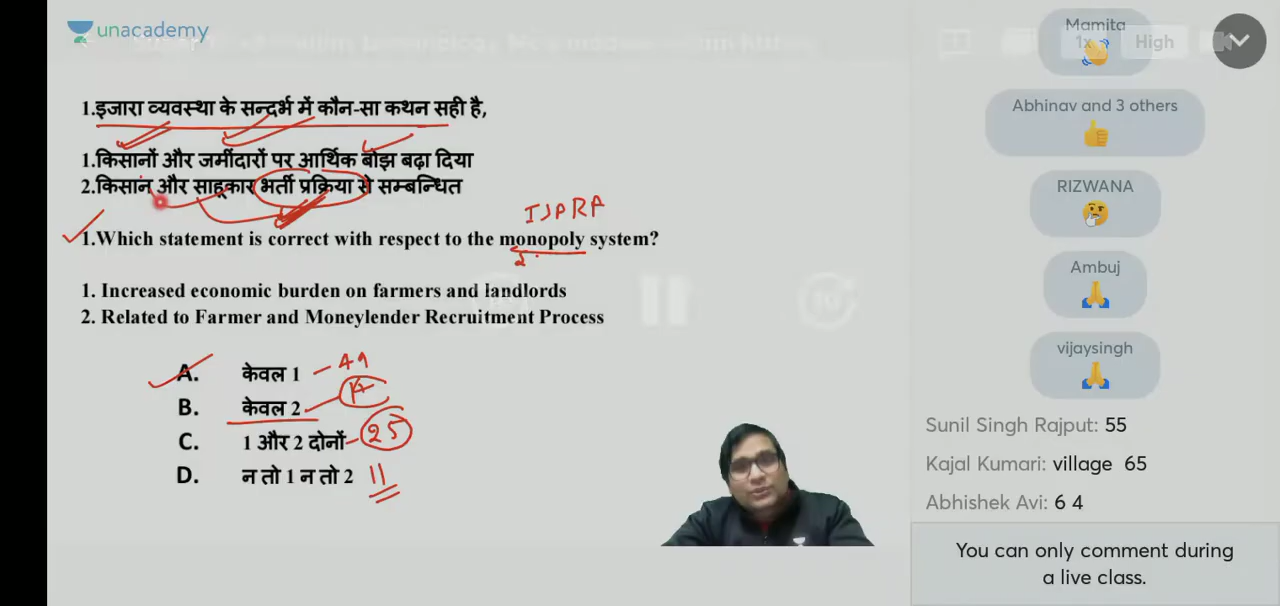 unacademy
1.इजारा व्यवस्था के सन्दर्भ में कौन-सा कथन सही है,
1.किसानों और जमींदारों पर आर्थिक बोझ बढ़ा दिया
2.किसान और साहूकार भर्ती प्रक्रिया से सम्बन्धित
IJARA
1.Which statement is correct with respect to the monopoly system?
1. Increased economic burden on farmers and landlords
2. Related to Farmer and Moneylender Recruitment Process
A. केवल 1 - 49
B. केवल 2 - 17
C. 1 और 2 दोनों - 25
D. न तो 1 न तो 2 11
Mamita
1x High
Abhinav and 3 others
RIZWANA
Ambuj
vijaysingh
Sunil Singh Rajput: 55
Kajal Kumari: village 65
Abhishek Avi: 6 4
You can only comment during
a live class.